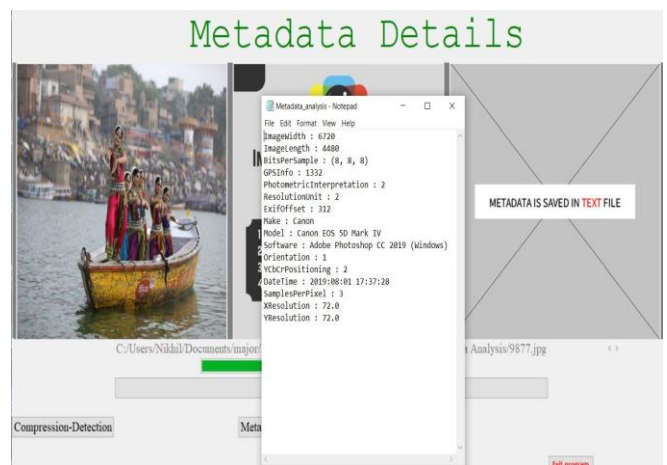 Metadata Details
Metadata_analysis - Notepad
File Edit Format View Help
ImageWidth : 6720
ImageLength : 4480
BitsPerSample : (8, 8, 8)
GPSInfo : 1332
PhotometricInterpretation : 2
ResolutionUnit : 2
ExifOffset : 312
Make : Canon
Model : Canon EOS 5D Mark IV
Software : Adobe Photoshop CC 2019 (Windows)
Orientation : 1
YCbCrPositioning : 2
DateTime : 2019:08:01 17:37:28
SamplesPerPixel : 3
XResolution : 72.0
YResolution : 72.0
METADATA IS SAVED IN TEXT FILE
C:/Users/Nikhil/Documents/major/
a Analysis/9877.jpg
Compression-Detection
Meta
Exit program